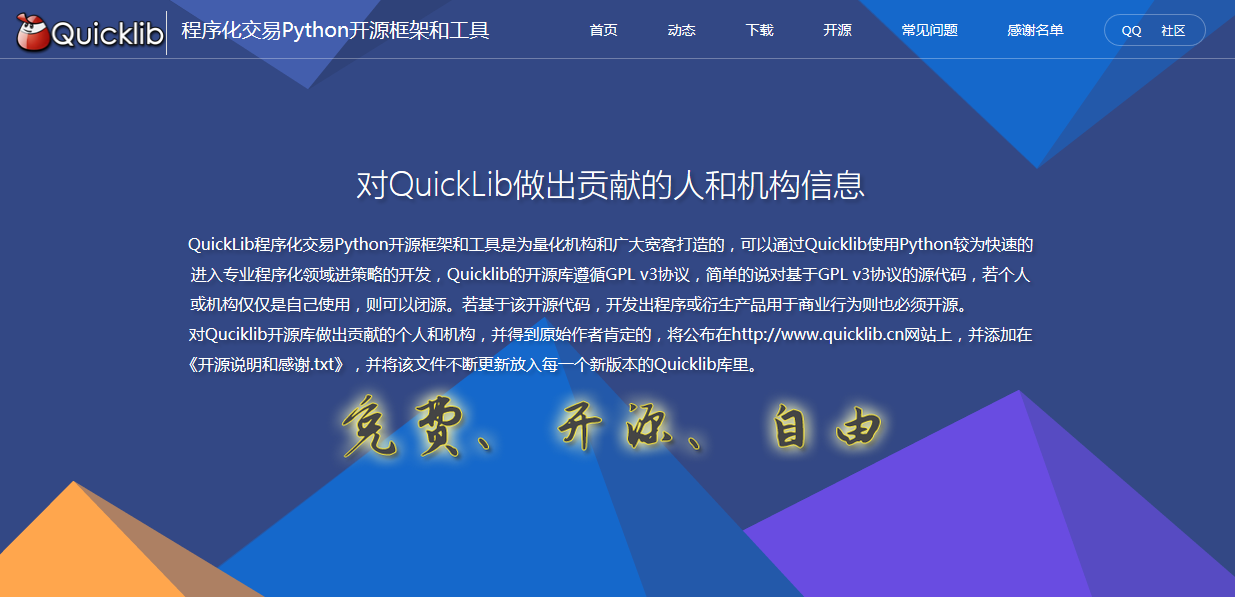 Quicklib 程序化交易Python开源框架和工具 首页 动态 下载 开源 常见问题 感谢名单 QQ 社区
对QuickLib做出贡献的人和机构信息
QuickLib程序化交易Python开源框架和工具是为量化机构和广大宽客打造的，可以通过Quicklib使用Python较为快速的
进入专业程序化领域进策略的开发，Quicklib的开源库遵循GPL v3协议，简单的说对基于GPL v3协议的源代码，若个人
或机构仅仅是自己使用，则可以闭源。若基于该开源代码，开发出程序或衍生产品用于商业行为则也必须开源。
对Quciklib开源库做出贡献的个人和机构，并得到原始作者肯定的，将公布在http://www.quicklib.cn网站上，并添加在
《开源说明和感谢.txt》，并将该文件不断更新放入每一个新版本的Quicklib库里。
免费、 开源、 自由